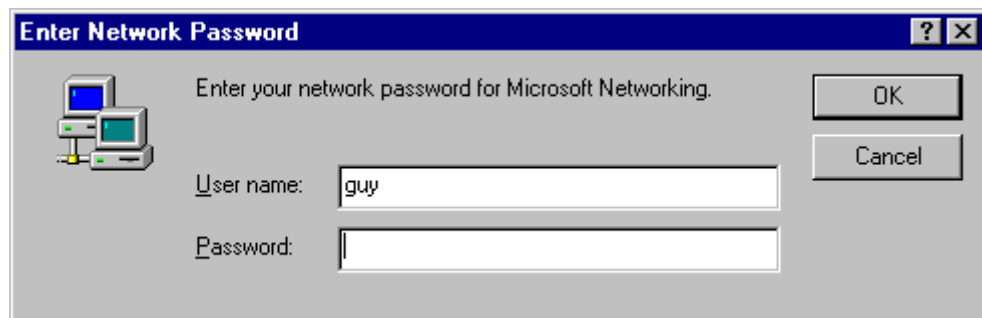 Enter Network Password
Enter your network password for Microsoft Networking.
OK
Cancel
User name: guy
Password: